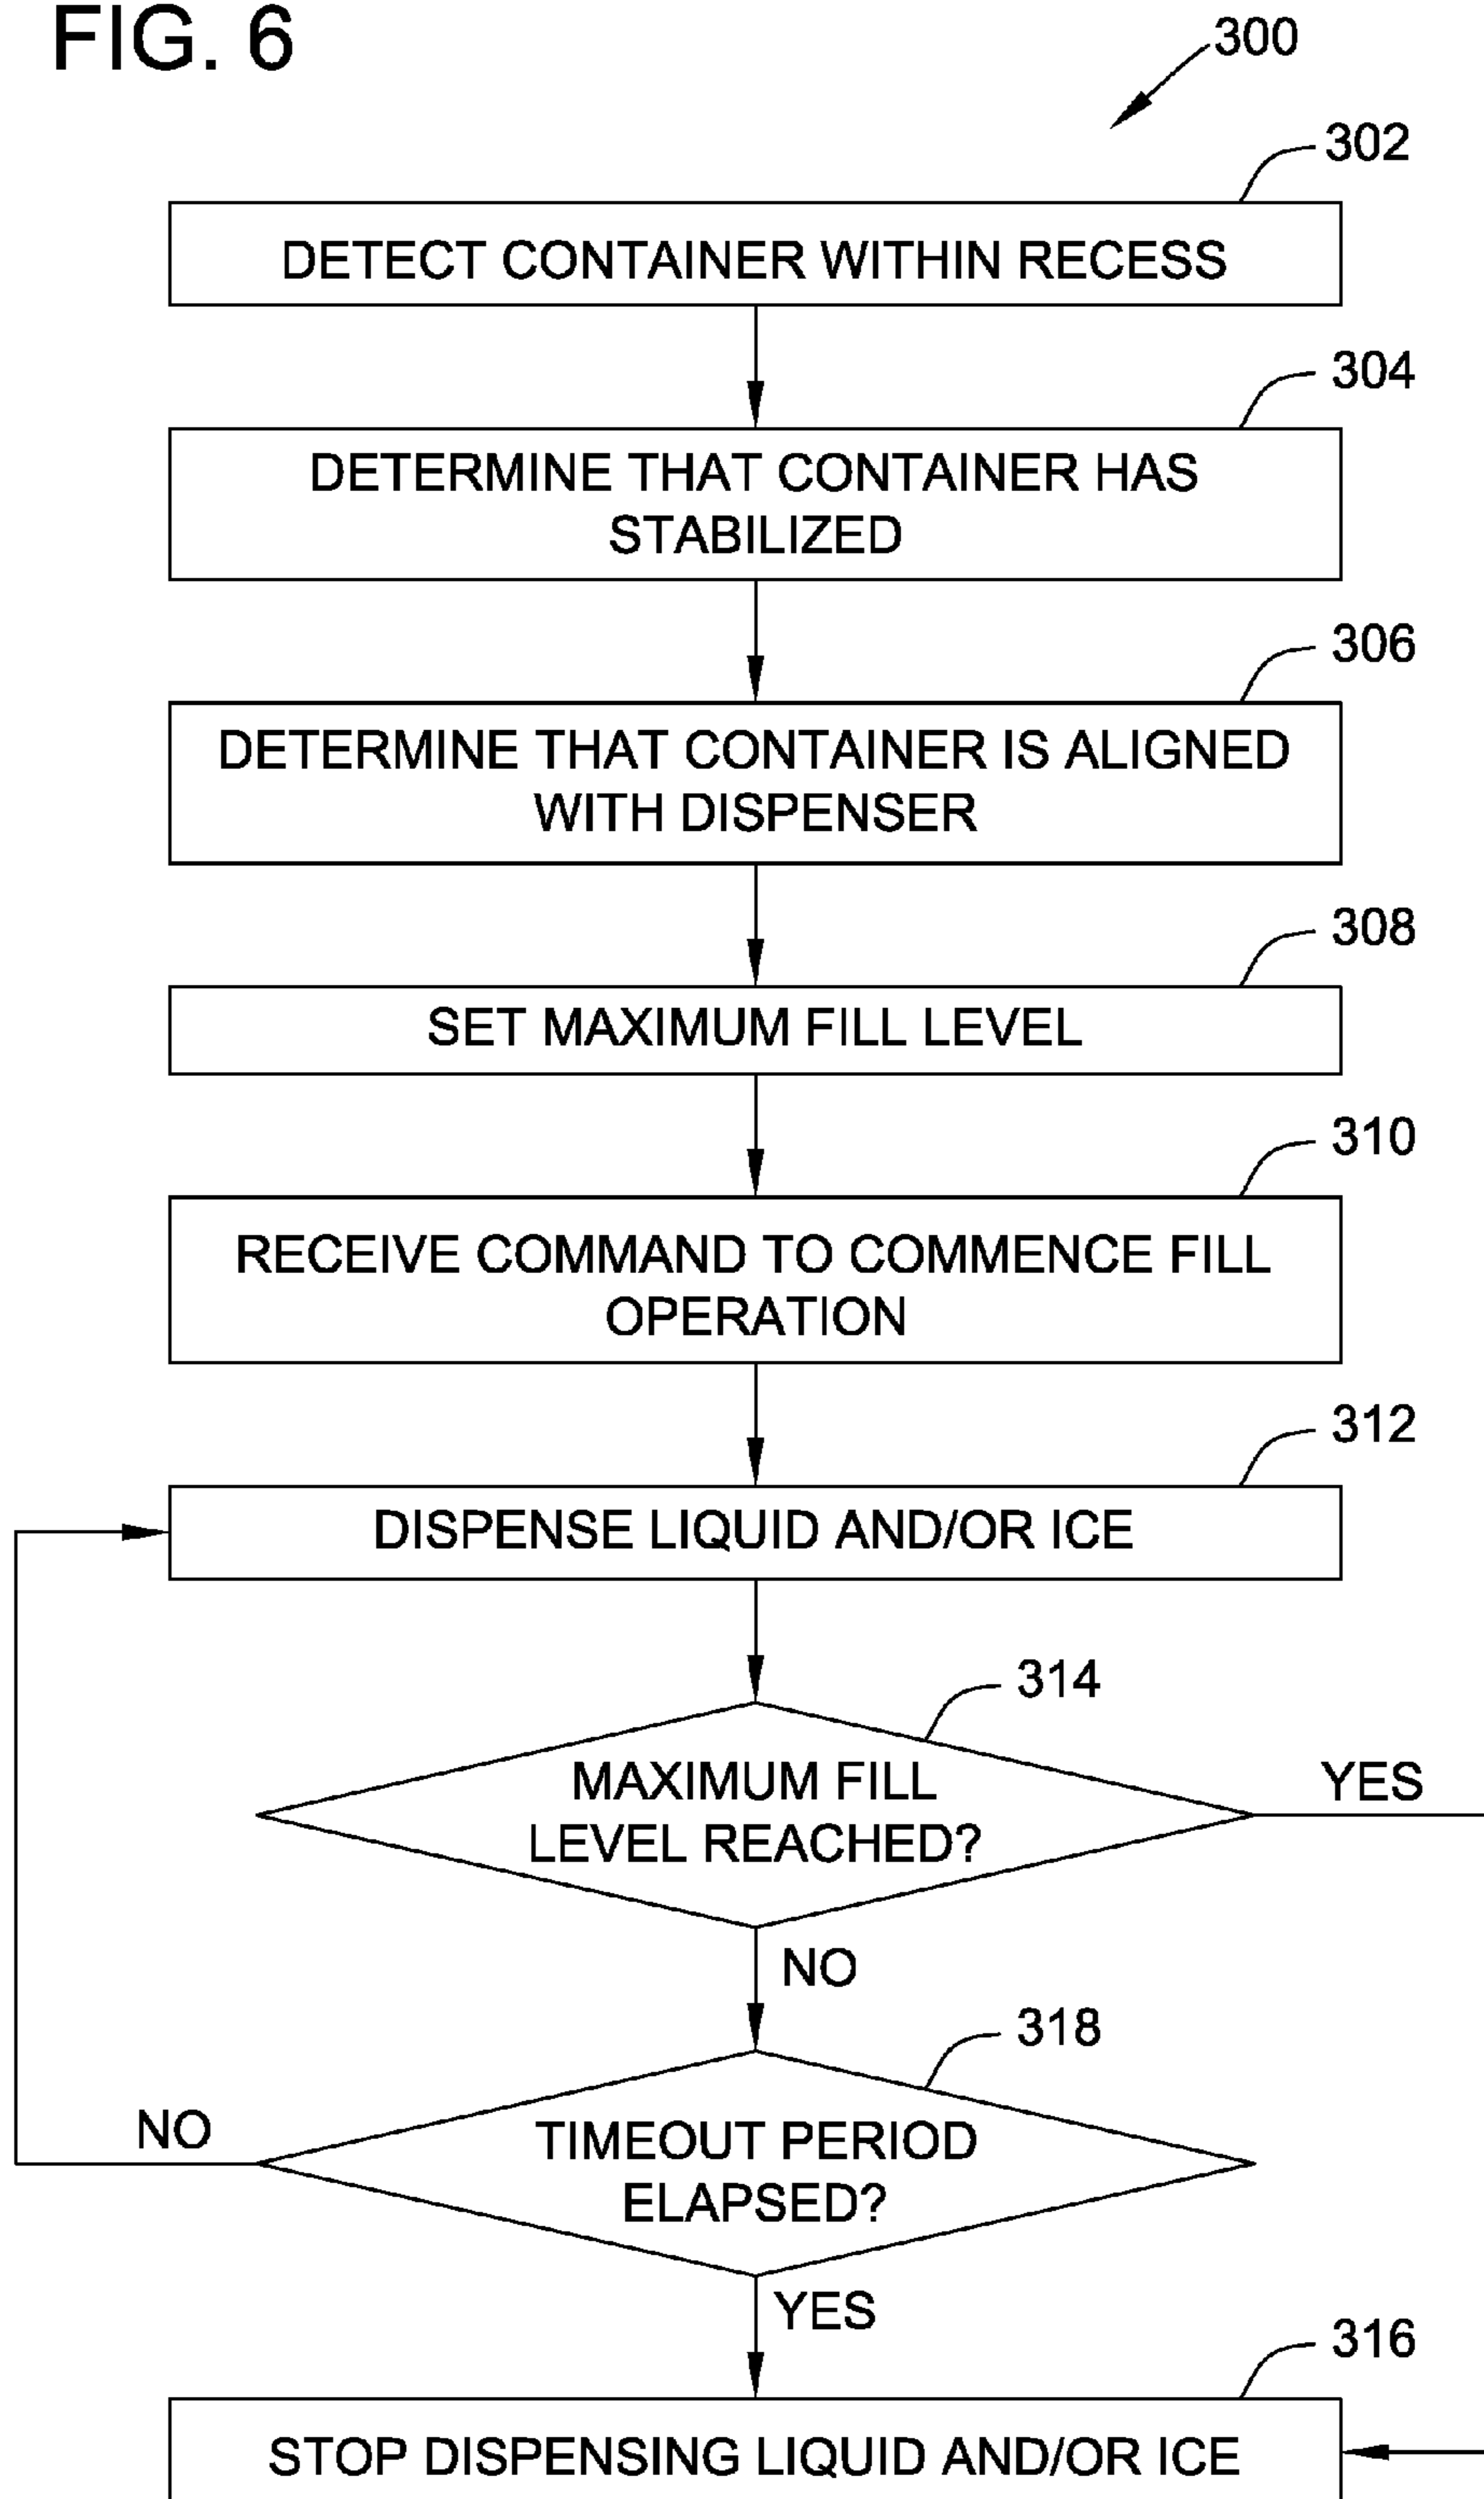 FIG. 6
300
302
DETECT CONTAINER WITHIN RECESS
304
DETERMINE THAT CONTAINER HAS
STABILIZED
306
DETERMINE THAT CONTAINER IS ALIGNED
WITH DISPENSER
308
SET MAXIMUM FILL LEVEL
310
RECEIVE COMMAND TO COMMENCE FILL
OPERATION
312
DISPENSE LIQUID AND/OR ICE
314
MAXIMUM FILL
LEVEL REACHED?
YES
NO
318
TIMEOUT PERIOD
ELAPSED?
NO
YES
316
STOP DISPENSING LIQUID AND/OR ICE